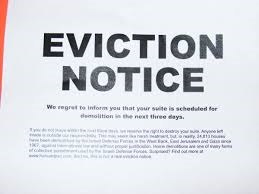 EVICTION
NOTICE
We regret to inform you that your suite is scheduled for
demolition in the next three days.
If you do not leave within the next three days, we reserve the right to destroy your suite. Anyone left
inside is outside our responsibility. This may seem like harsh treatment, but, in reality, 24,813 houses
have been demolished by the Israeli Defense Forces in the West Bank, East Jerusalem and Gaza since
1967, against international law and without proper justification. Home demolitions are one of many forms
of collective punishment used by the Israeli Defense Forces. Surprised? Find out more at
this is not a real eviction notice.